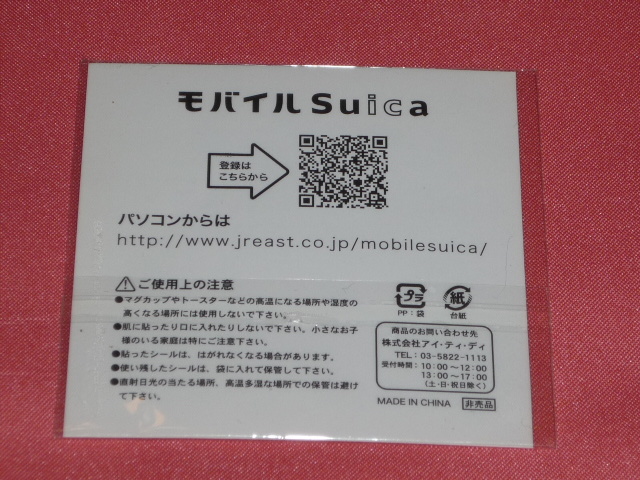 モバイルSuica
登録は
こちらから
パソコンからは
http://www.jreast.co.jp/mobilesuica/
ご使用上の注意
●マグカップやトースターなどの高温になる場所や湿度の
高くなる場所には使用しないで下さい。
●肌に貼ったり口に入れたりしないで下さい。小さなお子
様のいる家庭は特にご注意下さい。
●貼ったシールは、はがれなくなる場合があります。
●使い残したシールは、袋に入れて保管して下さい。
●直射日光の当たる場所、高温多湿な場所での保管は避け
て下さい。
プラ
PP：袋
紙
台紙
商品のお問い合わせ先
株式会社アイ・ティ・ディ
TEL：03-5822-1113
受付時間：10:00〜12:00
13:00〜17:00
(土・日・祝日除く)
MADE IN CHINA 非売品